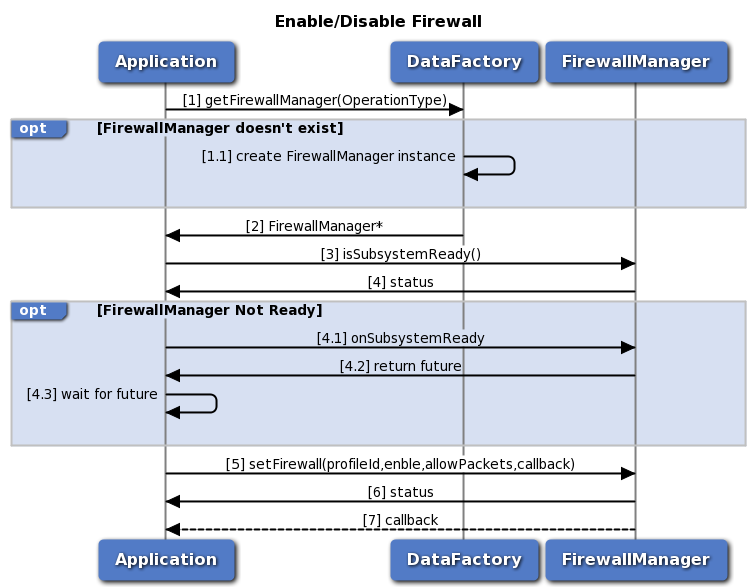 Enable/Disable Firewall
Application DataFactory FirewallManager
[1] getFirewallManager(OperationType)
opt [FirewallManager doesn't exist]
[1.1] create FirewallManager instance
[2] FirewallManager*
[3] isSubsystemReady()
[4] status
opt [FirewallManager Not Ready]
[4.1] onSubsystemReady
[4.2] return future
[4.3] wait for future
[5] setFirewall(profileId,enble,allowPackets,callback)
[6] status
[7] callback
Application DataFactory FirewallManager